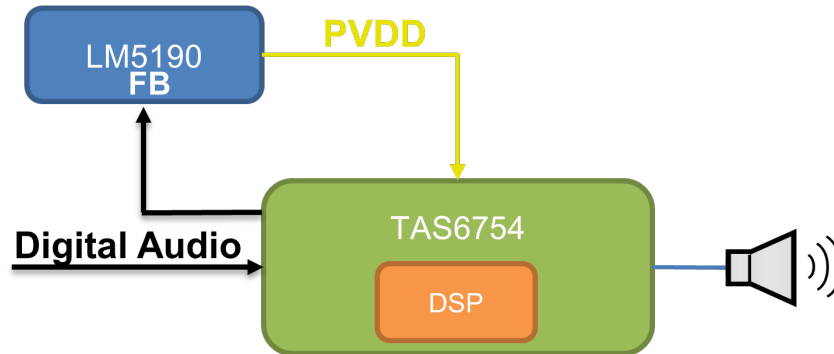 PVDD
LM5190
FB
TAS6754
Digital Audio
DSP